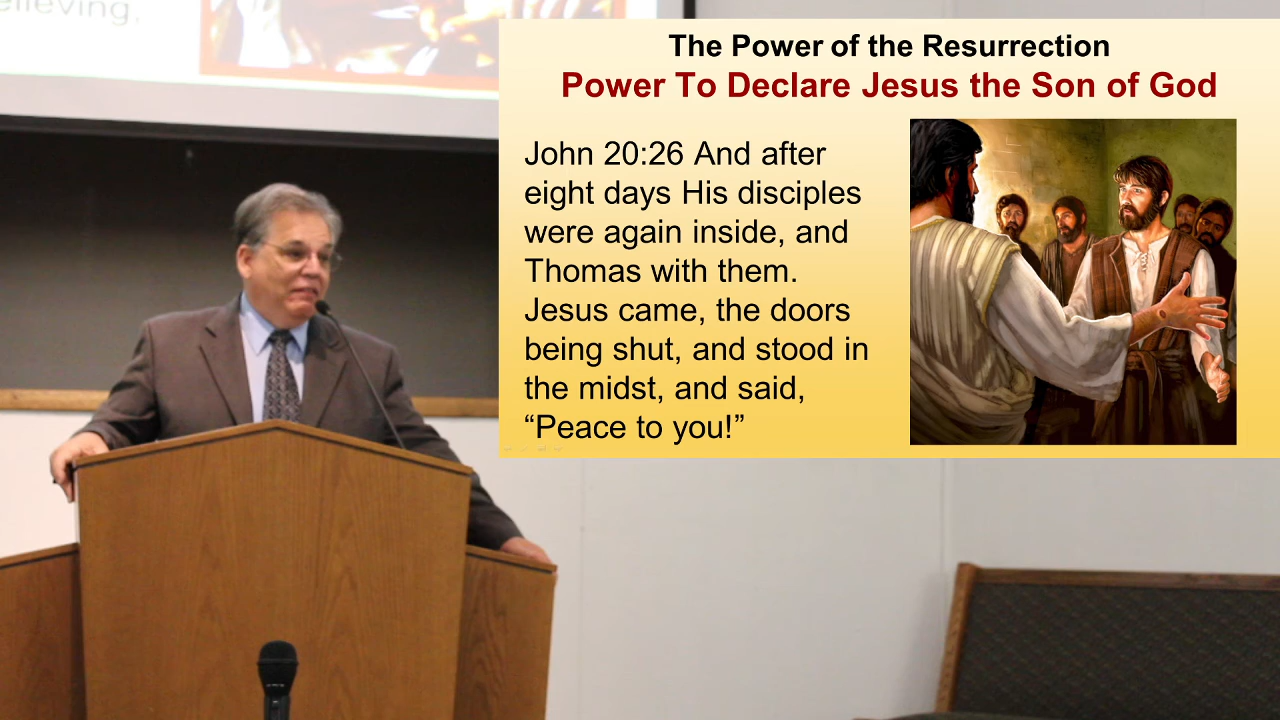 elieving,
The Power of the Resurrection
Power To Declare Jesus the Son of God
John 20:26 And after
eight days His disciples
were again inside, and
Thomas with them.
Jesus came, the doors
being shut, and stood in
the midst, and said,
“Peace to you!”